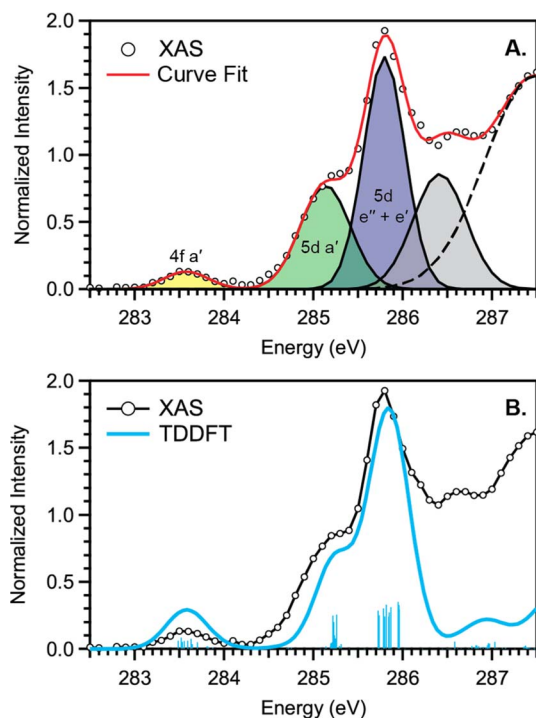 2.0
XAS
A.
Curve Fit
1.5
1.0
Normalized Intensity
5d
e″ + e′
0.5
4f a′
5d a′
0.0
283 284 285 286 287
Energy (eV)
2.0
XAS
B.
TDDFT
1.5
1.0
Normalized Intensity
0.5
0.0
283 284 285 286 287
Energy (eV)